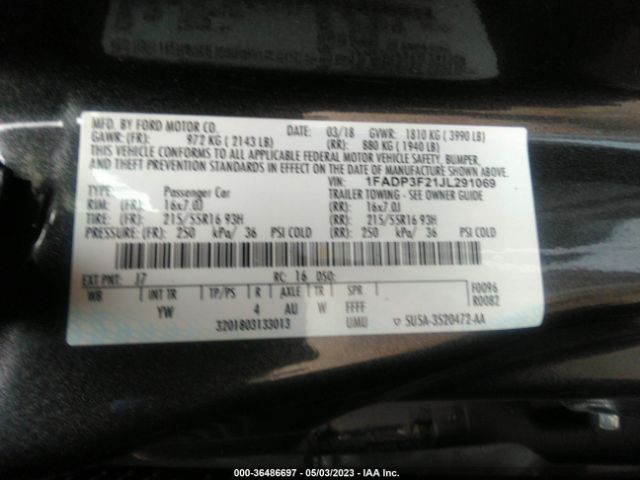 MFD. BY FORD MOTOR CO.
DATE: 03/18 GVWR: 1810 KG ( 3990 LB)
GAWR: (FR): 972 KG ( 2143 LB) (RR): 880 KG ( 1940 LB)
THIS VEHICLE CONFORMS TO ALL APPLICABLE FEDERAL MOTOR VEHICLE SAFETY, BUMPER,
AND THEFT PREVENTION STANDARDS IN EFFECT ON THE DATE OF MANUFACTURE SHOWN ABOVE.
VIN: 1FADP3F21JL291069
TYPE: Passenger Car TRAILER TOWING - SEE OWNER GUIDE
RIM: (FR): 16x7.0J (RR): 16x7.0J
TIRE: (FR): 215/55R16 93H (RR): 215/55R16 93H
PRESSURE: (FR): 250 kPa/ 36 PSI COLD (RR): 250 kPa/ 36 PSI COLD
EXT PNT: J7 RC: 16 DSO: F0096
WB INT TR TP/PS R AXLE TR SPR R0082
YW 4 AU W FFFF
3201803133013 UMU 5U5A-3520472-AA
000-36486697 - 05/03/2023 - IAA Inc.